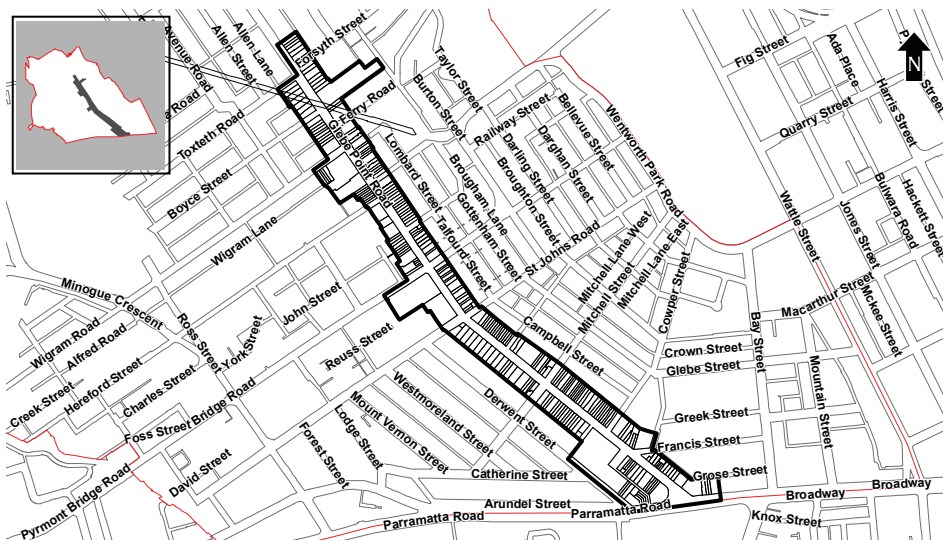 Avenue Road
Allen Street
Allen Lane
Forsyth Street
Taylor Street
Burton Street
Ferry Road
Road
Toxteth Road
Glebe Point Road
Lombard Street
Railway Street
Bellevue Street
Darghan Street
Darling Street
Broughton Street
Brougham Lane
Gottenham Street
Talfourd Street
Wentworth Park Road
Fig Street
Ada Place
Harris Street
P
Street
N
Quarry Street
Bulwara Road
Hackett Street
Jones Street
Wattle Street
Boyce Street
Wigram Lane
St Johns Road
Mitchell Lane West
Mitchell Street
Mitchell Lane East
Cowper Street
Macarthur Street
Mckee Street
Minogue Crescent
Wigram Road
Alfred Road
Ross Street
York Street
John Street
Reuss Street
Campbell Street
Crown Street
Glebe Street
Bay Street
Mountain Street
Creek Street
Hereford Street
Charles Street
Foss Street
Bridge Road
Westmoreland Street
Mount Vernon Street
Derwent Street
Lodge Street
Forest Street
Greek Street
Francis Street
Grose Street
David Street
Pyrmont Bridge Road
Catherine Street
Arundel Street
Parramatta Road
Parramatta Road
Broadway
Broadway
Knox Street